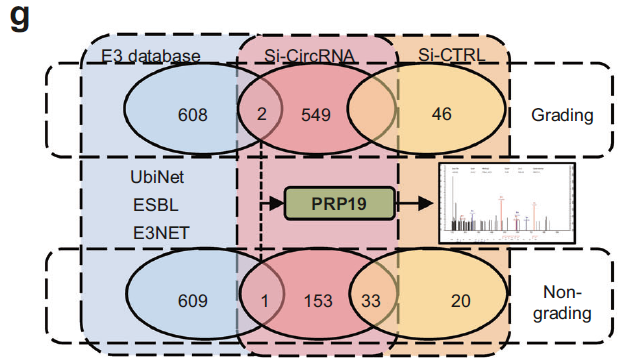 g
E3 database
Si-CircRNA
Si-CTRL
608
2
549
46
Grading
UbiNet
ESBL
E3NET
PRP19
609
1
153
33
20
Non-
grading